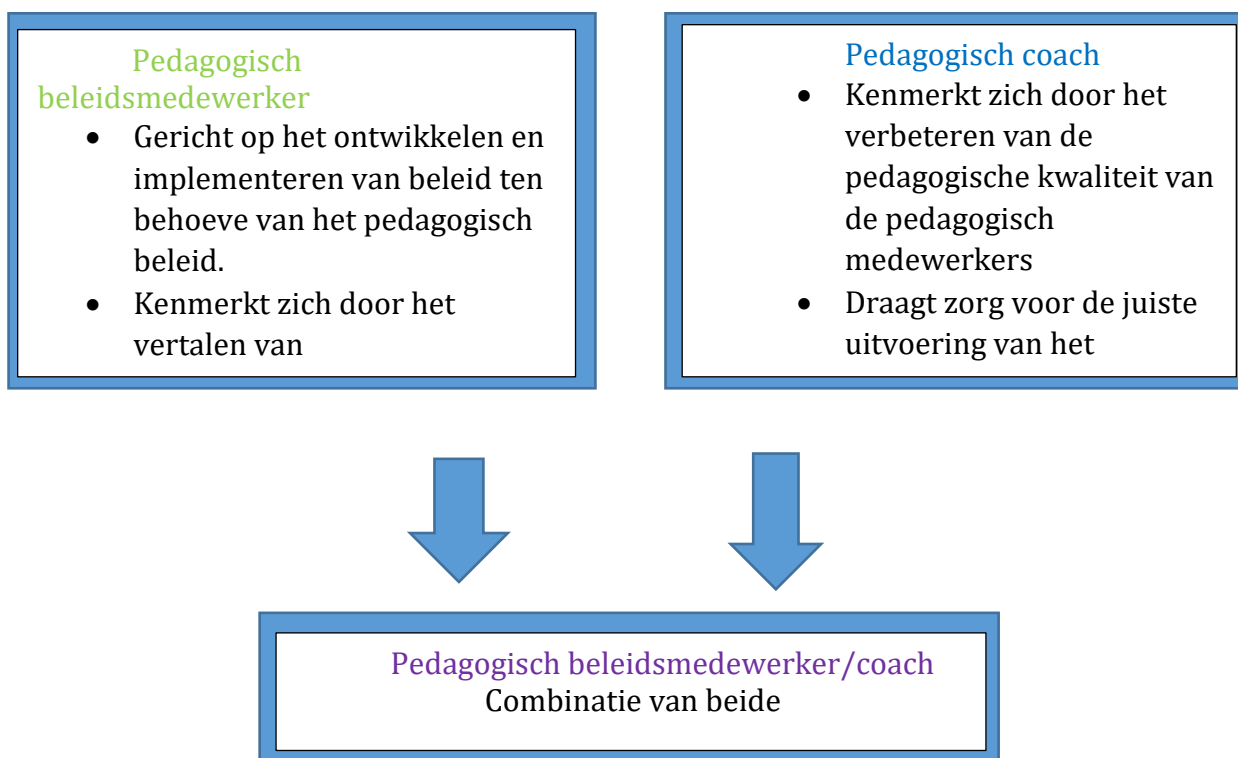 Pedagogisch
beleidsmedewerker
• Gericht op het ontwikkelen en
implementeren van beleid ten
behoeve van het pedagogisch
beleid.
• Kenmerkt zich door het
vertalen van
Pedagogisch coach
• Kenmerkt zich door het
verbeteren van de
pedagogische kwaliteit van
de pedagogisch
medewerkers
• Draagt zorg voor de juiste
uitvoering van het
Pedagogisch beleidsmedewerker/coach
Combinatie van beide